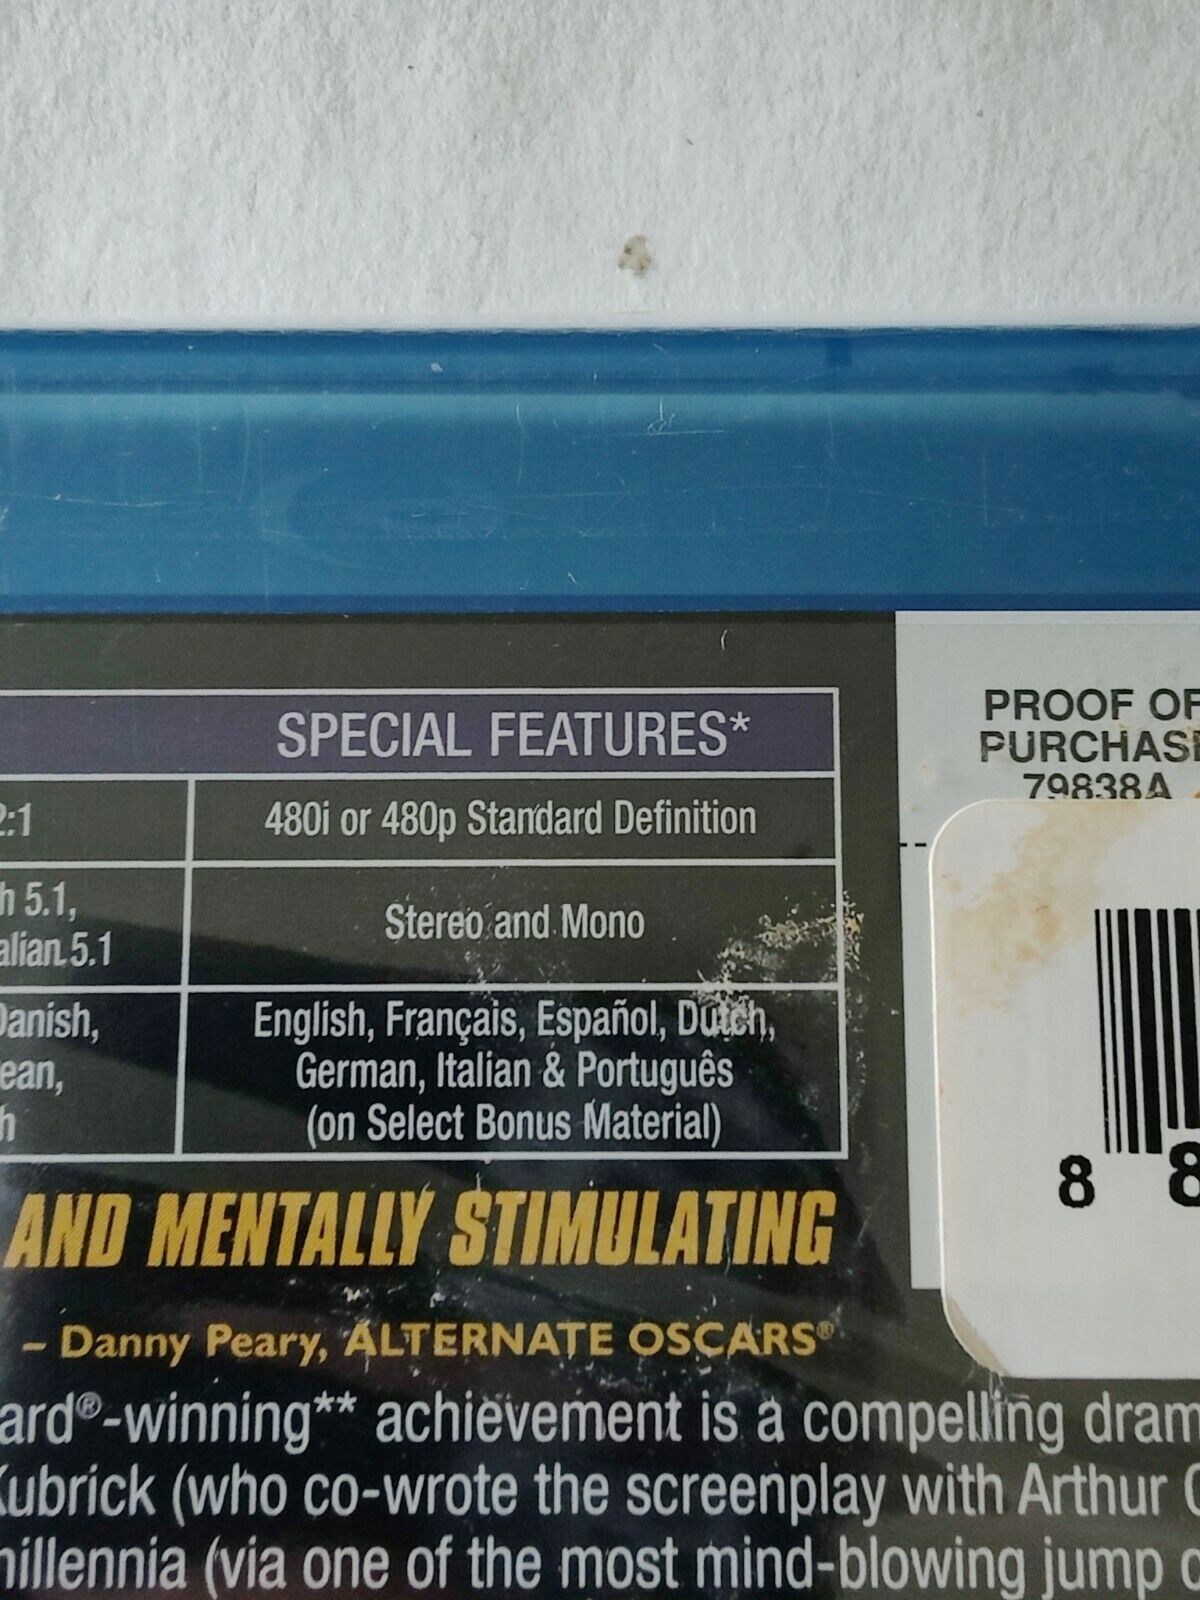 SPECIAL FEATURES*
2:1
480i or 480p Standard Definition
h 5.1,
alian 5.1
Stereo and Mono
Danish,
ean,
h
English, Français, Español, Dutch,
German, Italian & Português
(on Select Bonus Material)
PROOF OF
PURCHASE
79838A
8 8
AND MENTALLY STIMULATING
– Danny Peary, ALTERNATE OSCARS®
ard®-winning** achievement is a compelling dram
Kubrick (who co-wrote the screenplay with Arthur C
millennia (via one of the most mind-blowing jump c